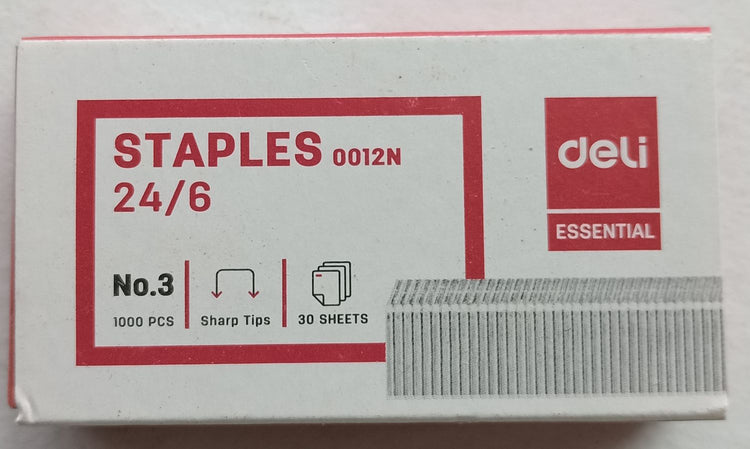 STAPLES 0012N
24/6
No.3
1000 PCS
Sharp Tips
30 SHEETS
deli
ESSENTIAL